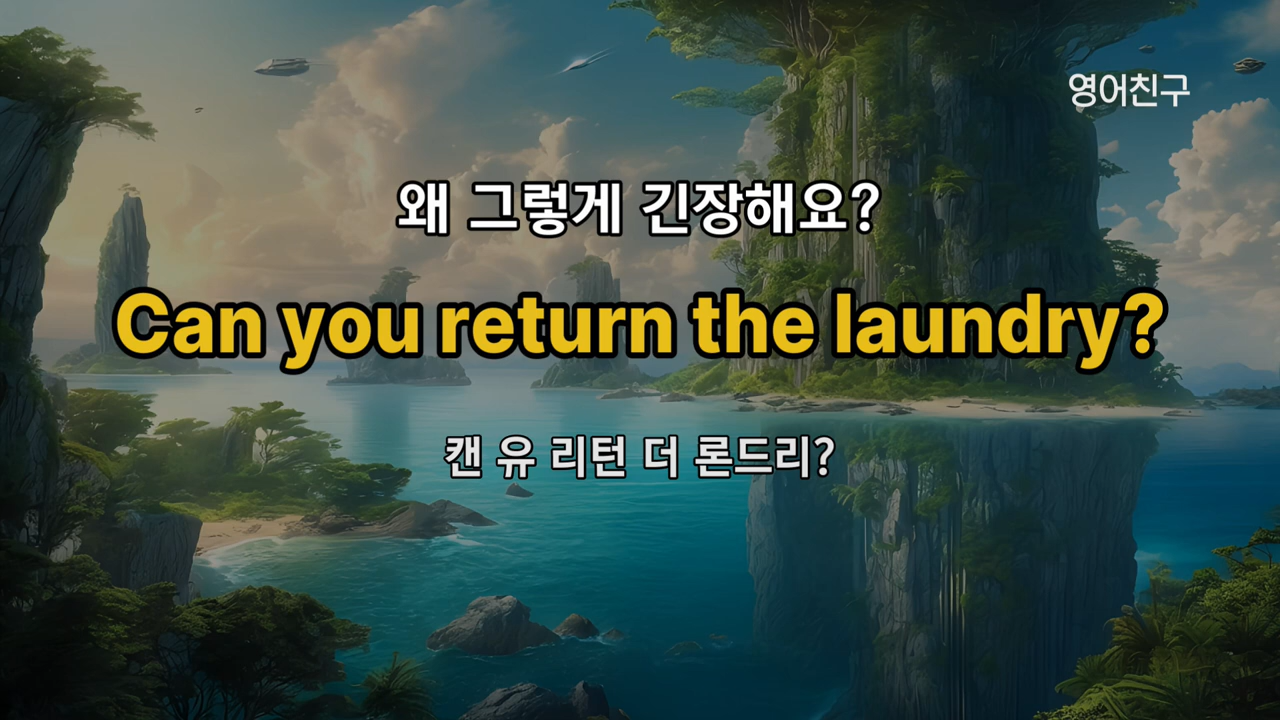 영어친구
왜 그렇게 긴장해요?
Can you return the laundry?
캔 유 리턴 더 론드리?